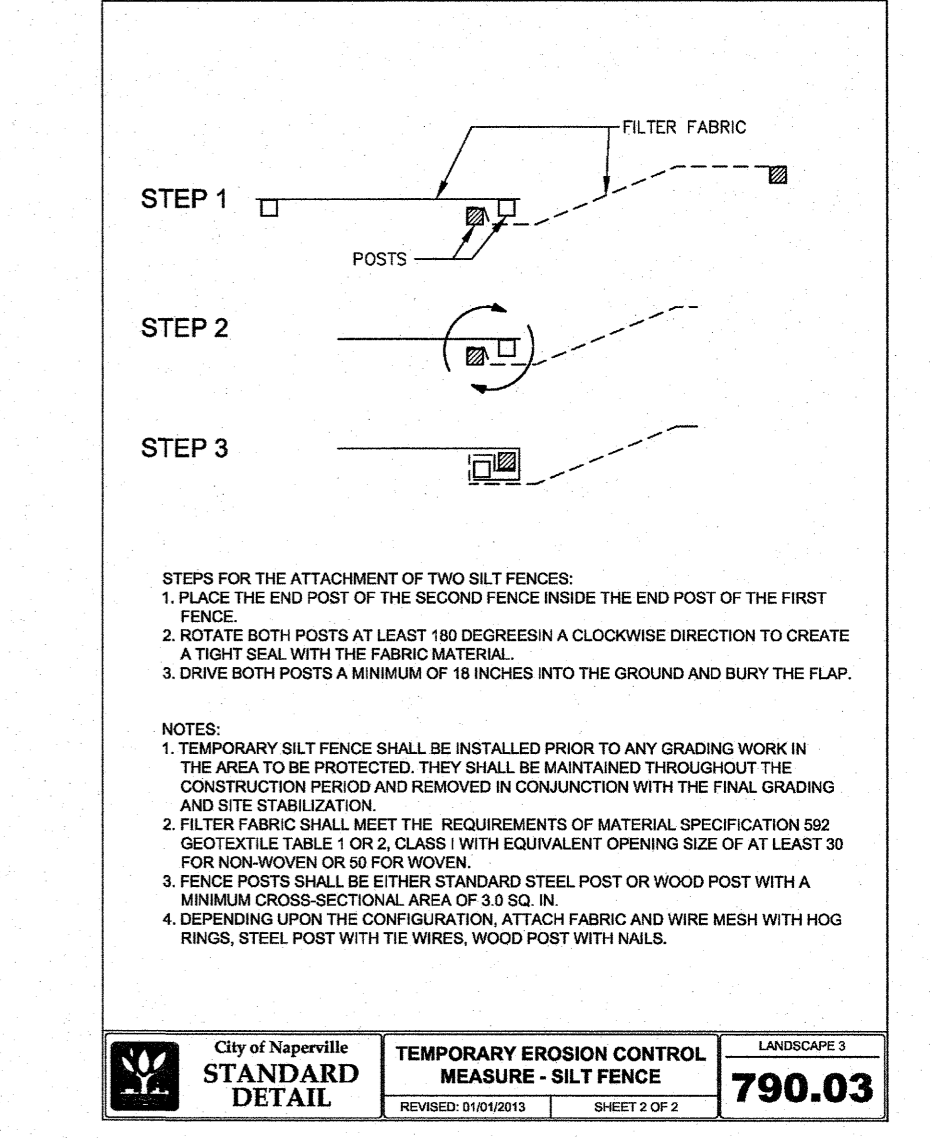 FILTER FABRIC
STEP 1
POSTS
STEP 2
STEP 3
STEPS FOR THE ATTACHMENT OF TWO SILT FENCES:
1. PLACE THE END POST OF THE SECOND FENCE INSIDE THE END POST OF THE FIRST
FENCE.
2. ROTATE BOTH POSTS AT LEAST 180 DEGREESIN A CLOCKWISE DIRECTION TO CREATE
A TIGHT SEAL WITH THE FABRIC MATERIAL.
3. DRIVE BOTH POSTS A MINIMUM OF 18 INCHES INTO THE GROUND AND BURY THE FLAP.
NOTES:
1. TEMPORARY SILT FENCE SHALL BE INSTALLED PRIOR TO ANY GRADING WORK IN
THE AREA TO BE PROTECTED. THEY SHALL BE MAINTAINED THROUGHOUT THE
CONSTRUCTION PERIOD AND REMOVED IN CONJUNCTION WITH THE FINAL GRADING
AND SITE STABILIZATION.
2. FILTER FABRIC SHALL MEET THE REQUIREMENTS OF MATERIAL SPECIFICATION 592
GEOTEXTILE TABLE 1 OR 2, CLASS I WITH EQUIVALENT OPENING SIZE OF AT LEAST 30
FOR NON-WOVEN OR 50 FOR WOVEN.
3. FENCE POSTS SHALL BE EITHER STANDARD STEEL POST OR WOOD POST WITH A
MINIMUM CROSS-SECTIONAL AREA OF 3.0 SQ. IN.
4. DEPENDING UPON THE CONFIGURATION, ATTACH FABRIC AND WIRE MESH WITH HOG
RINGS, STEEL POST WITH TIE WIRES, WOOD POST WITH NAILS.
City of Naperville
STANDARD
DETAIL
TEMPORARY EROSION CONTROL
MEASURE - SILT FENCE
REVISED: 01/01/2013
SHEET 2 OF 2
LANDSCAPE 3
790.03